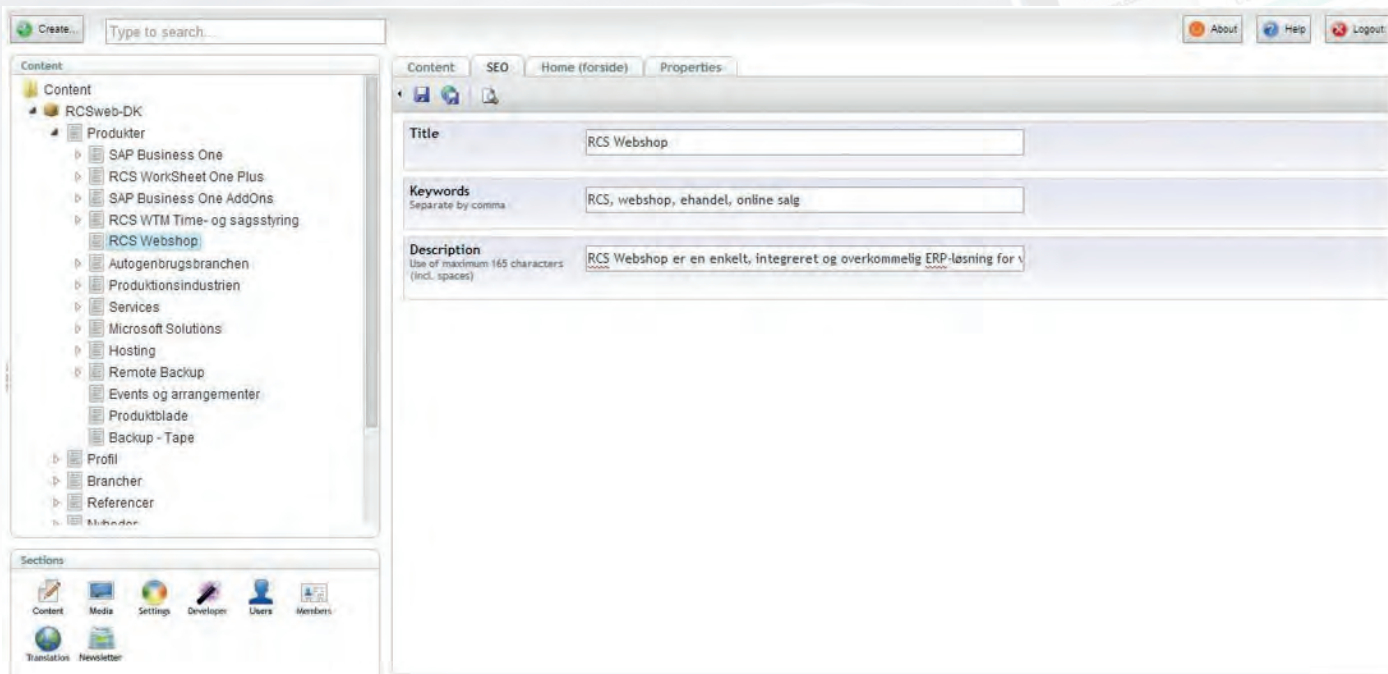 Create...
Type to search...
About
Help
Logout
Content
Content
RCSweb-DK
Produkter
SAP Business One
RCS WorkSheet One Plus
SAP Business One AddOns
RCS WTM Time- og sagsstyring
RCS Webshop
Autogenbrugsbranchen
Produktionsindustrien
Services
Microsoft Solutions
Hosting
Remote Backup
Events og arrangementer
Produktblade
Backup - Tape
Profil
Brancher
Referencer
Nyheder
Sections
Content Media Settings Developer Users Members
Translation Newsletter
Content SEO Home (forside) Properties
Title
RCS Webshop
Keywords
Separate by comma
RCS, webshop, ehandel, online salg
Description
Use of maximum 165 characters
(incl. spaces)
RCS Webshop er en enkelt, integreret og overkommelig ERP-løsning for